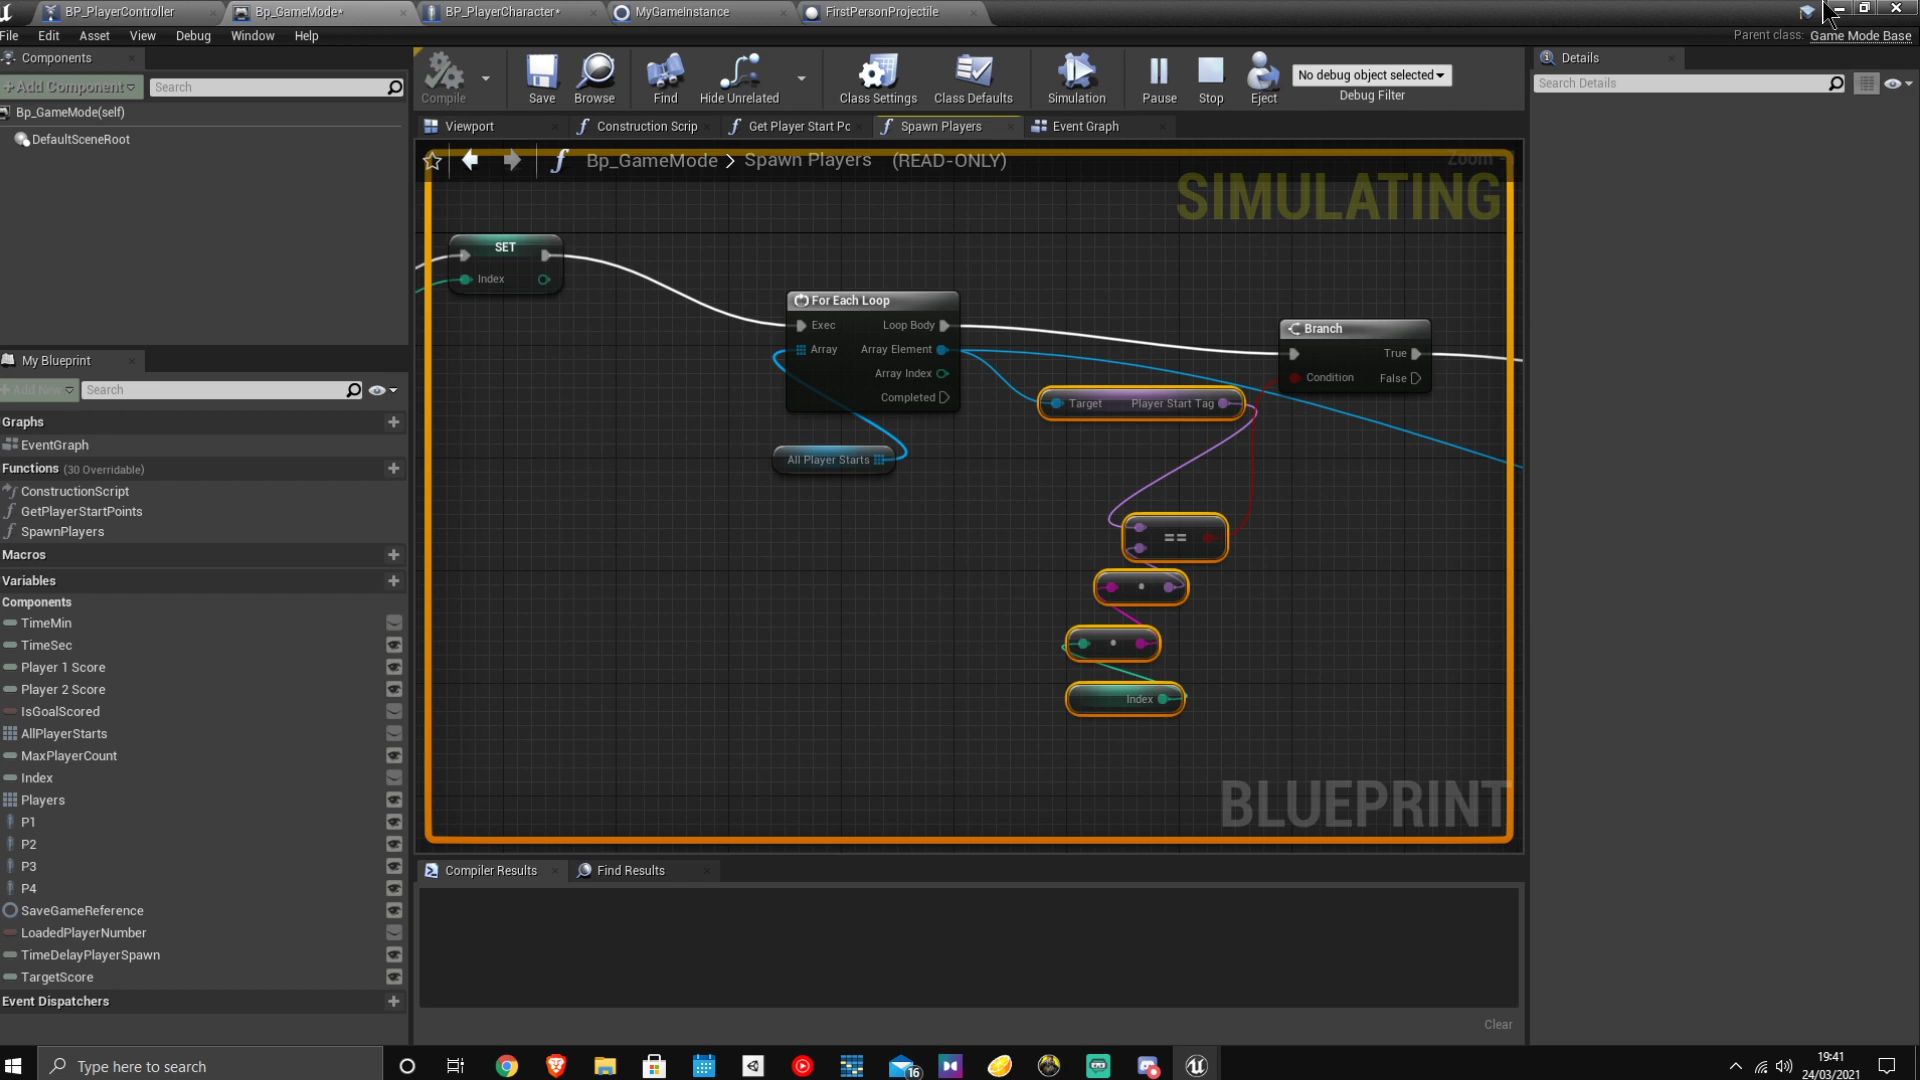 BP_PlayerController
Bp_GameMode*
BP_PlayerCharacter*
MyGameInstance
FirstPersonProjectile
File Edit Asset View Debug Window Help
Parent class: Game Mode Base
Components
+Add Component
Search
Bp_GameMode(self)
DefaultSceneRoot
Compile
Save
Browse
Find
Hide Unrelated
Class Settings
Class Defaults
Simulation
Pause
Stop
Eject
No debug object selected
Debug Filter
Details
Search Details
Viewport
Construction Scrip
Get Player Start Pc
Spawn Players
Event Graph
Bp_GameMode > Spawn Players (READ-ONLY)
Zoom
SIMULATING
SET
Index
For Each Loop
Exec Loop Body
Array Array Element
Array Index
Completed
All Player Starts
Target Player Start Tag
Branch
True
Condition False
==
Index
BLUEPRINT
My Blueprint
+Add New
Search
Graphs
EventGraph
Functions (30 Overridable)
ConstructionScript
GetPlayerStartPoints
SpawnPlayers
Macros
Variables
Components
TimeMin
TimeSec
Player 1 Score
Player 2 Score
IsGoalScored
AllPlayerStarts
MaxPlayerCount
Index
Players
P1
P2
P3
P4
SaveGameReference
LoadedPlayerNumber
TimeDelayPlayerSpawn
TargetScore
Event Dispatchers
Compiler Results
Find Results
Clear
Type here to search
16
19:41
24/03/2021